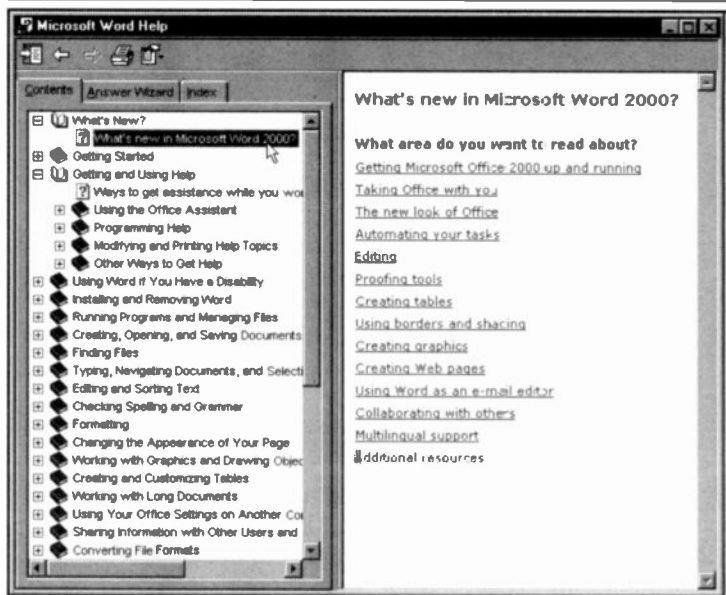 Microsoft Word Help
Contents Answer Wizard Index
What's New?
What's new in Microsoft Word 2000?
Getting Started
Getting and Using Help
Ways to get assistance while you wor
Using the Office Assistant
Programming Help
Modifying and Printing Help Topics
Other Ways to Get Help
Using Word if You Have a Disability
Installing and Removing Word
Running Programs and Managing Files
Creating, Opening, and Saving Documents
Finding Files
Typing, Navigating Documents, and Selecti
Editing and Sorting Text
Checking Spelling and Grammar
Formatting
Changing the Appearance of Your Page
Working with Graphics and Drawing Objec
Creating and Customizing Tables
Working with Long Documents
Using Your Office Settings on Another Co
Sharing Information with Other Users and
Converting File Formats
What's new in Microsoft Word 2000?
What area do you want to read about?
Getting Microsoft Office 2000 up and running
Taking Office with you
The new look of Office
Automating your tasks
Editing
Proofing tools
Creating tables
Using borders and shading
Creating graphics
Creating Web pages
Using Word as an e-mail editor
Collaborating with others
Multilingual support
Additional resources